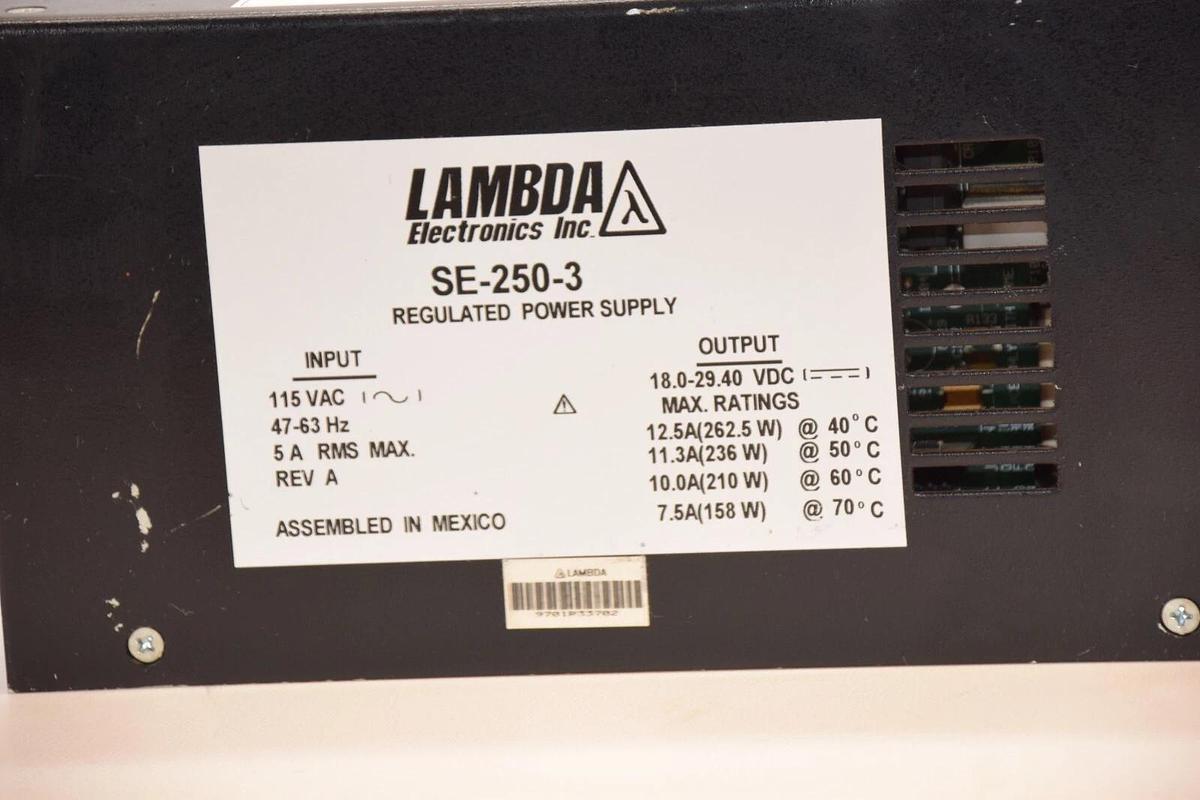 LAMBDA
Electronics Inc.
λ
SE-250-3
REGULATED POWER SUPPLY
INPUT
115 VAC
47-63 Hz
5 A RMS MAX.
REV A
ASSEMBLED IN MEXICO
OUTPUT
18.0-29.40 VDC
MAX. RATINGS
12.5A(262.5 W) @ 40°C
11.3A(236 W) @ 50°C
10.0A(210 W) @ 60°C
7.5A(158 W) @ 70°C
LAMBDA
9701P33702